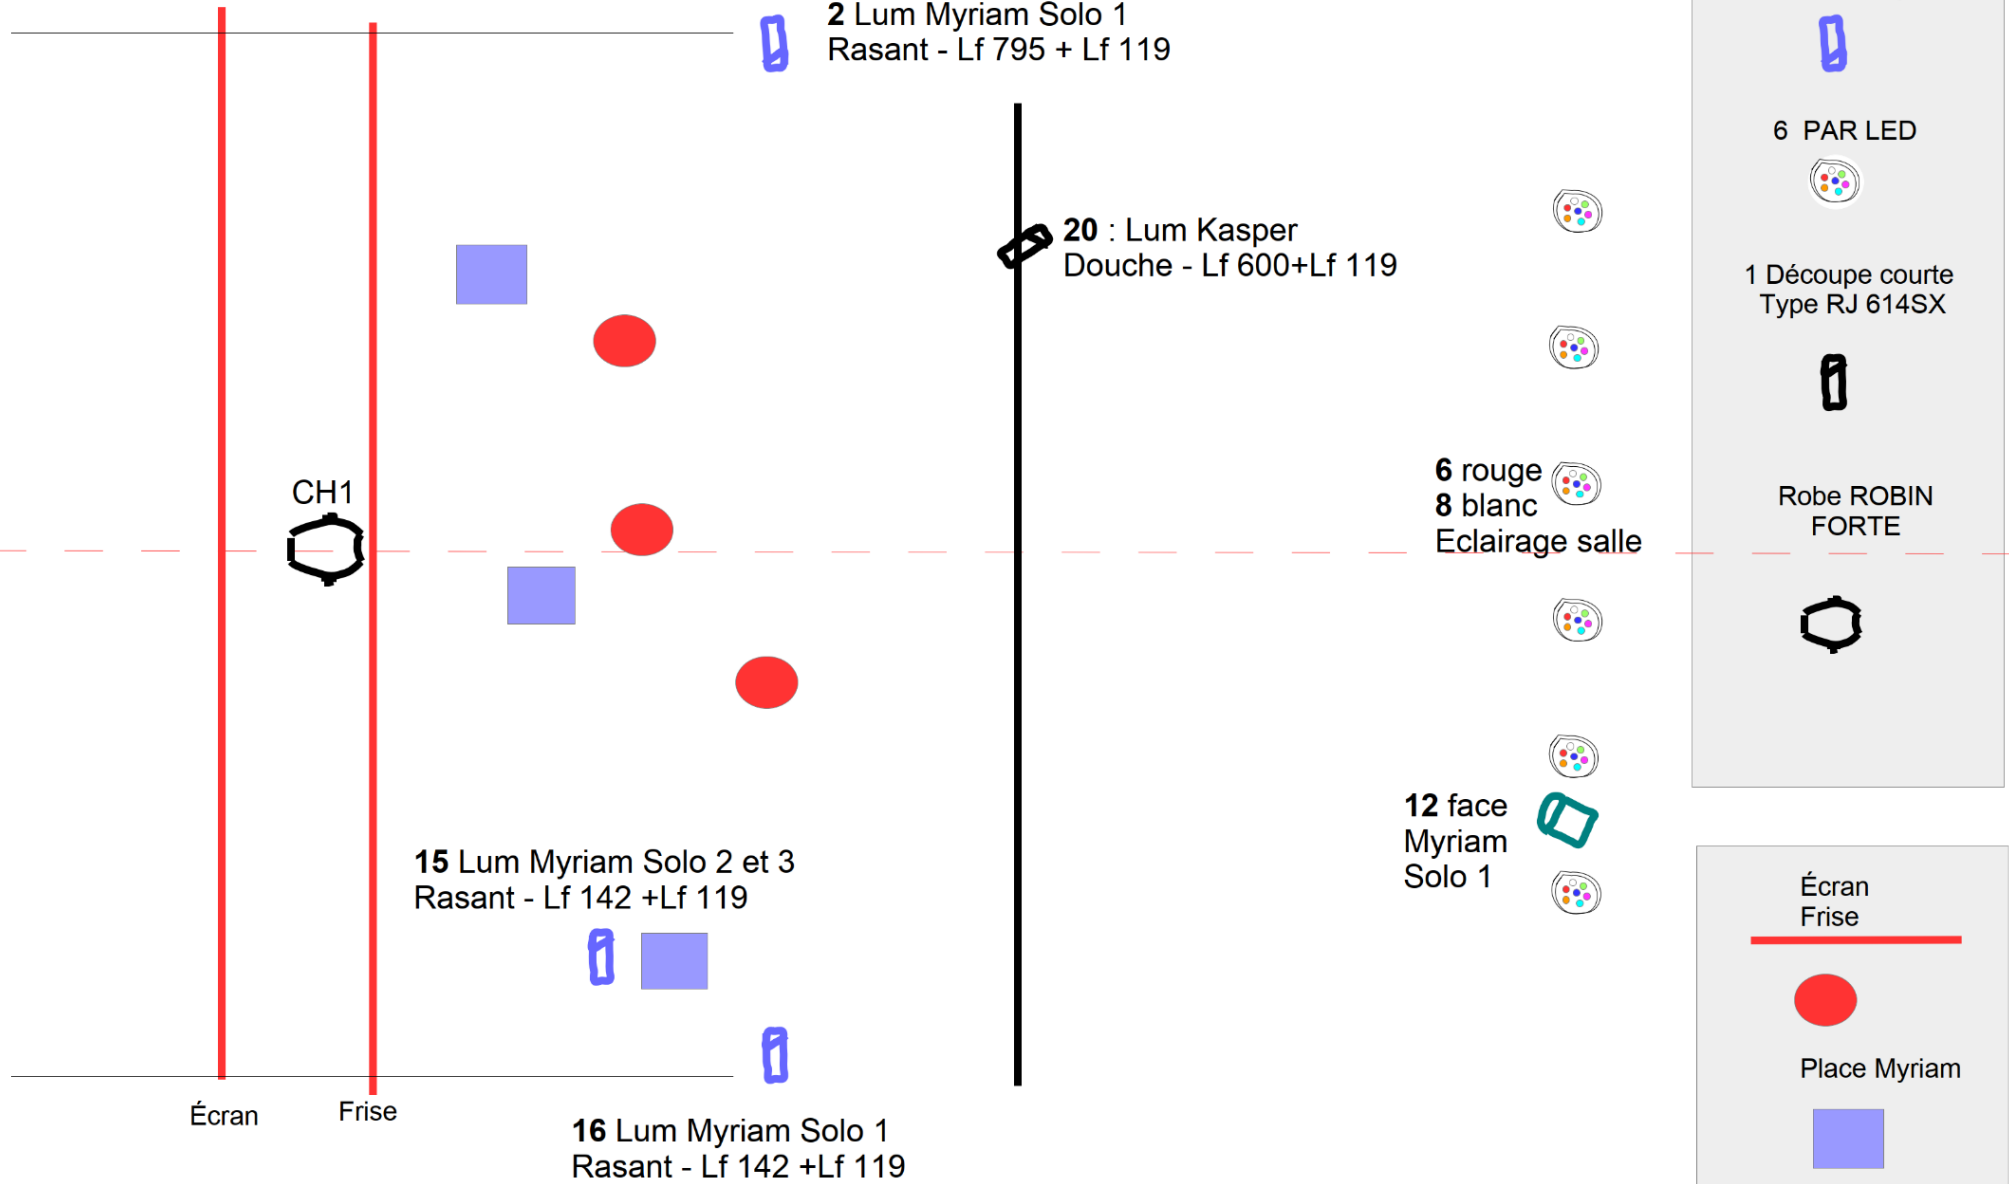 2 Lum Myriam Solo 1
Rasant - Lf 795 + Lf 119
20 : Lum Kasper
Douche - Lf 600+Lf 119
CH1
6 rouge
8 blanc
Eclairage salle
12 face
Myriam
Solo 1
15 Lum Myriam Solo 2 et 3
Rasant - Lf 142 +Lf 119
Écran
Frise
16 Lum Myriam Solo 1
Rasant - Lf 142 +Lf 119
6 PAR LED
1 Découpe courte
Type RJ 614SX
Robe ROBIN
FORTE
Écran
Frise
Place Myriam